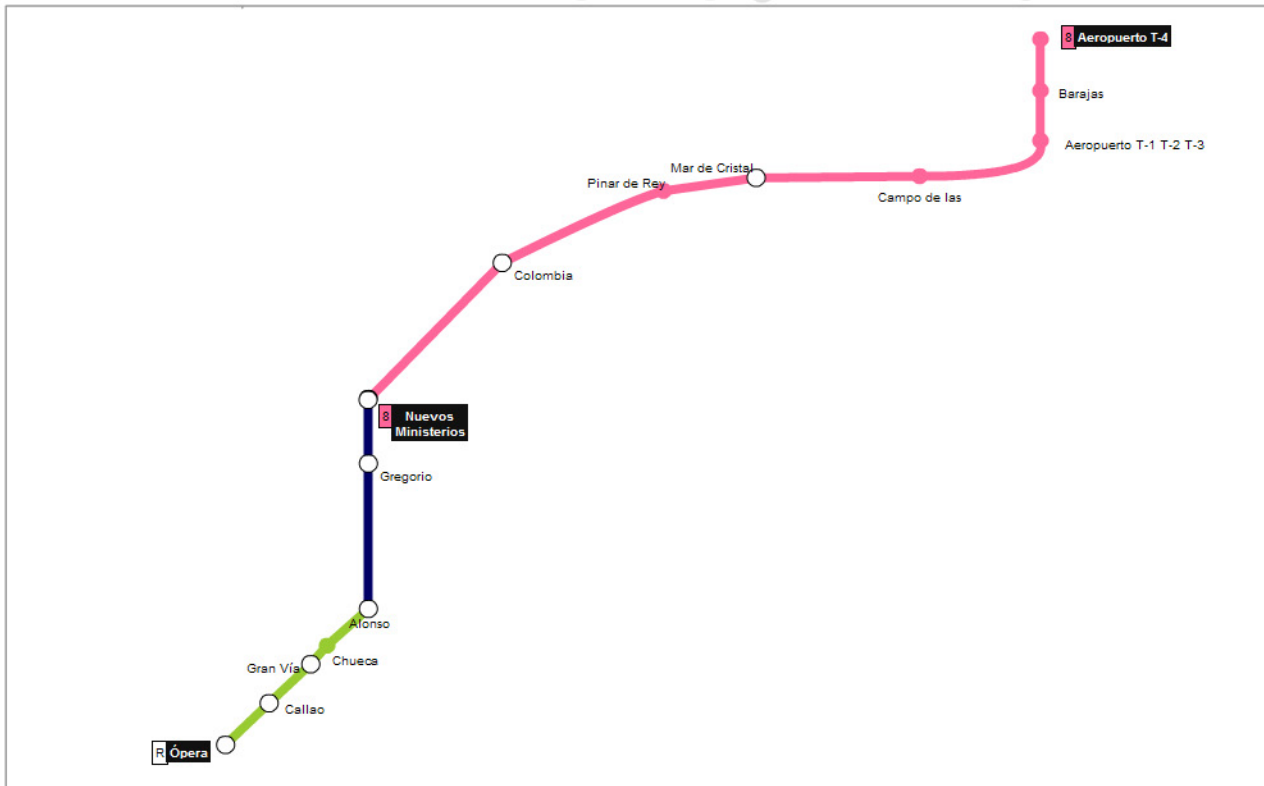 8 Aeropuerto T-4
Barajas
Aeropuerto T-1 T-2 T-3
Mar de Cristal
Pinar de Rey
Campo de las
Colombia
8 Nuevos
Ministerios
Gregorio
Alonso
Chueca
Gran Vía
Callao
R Ópera